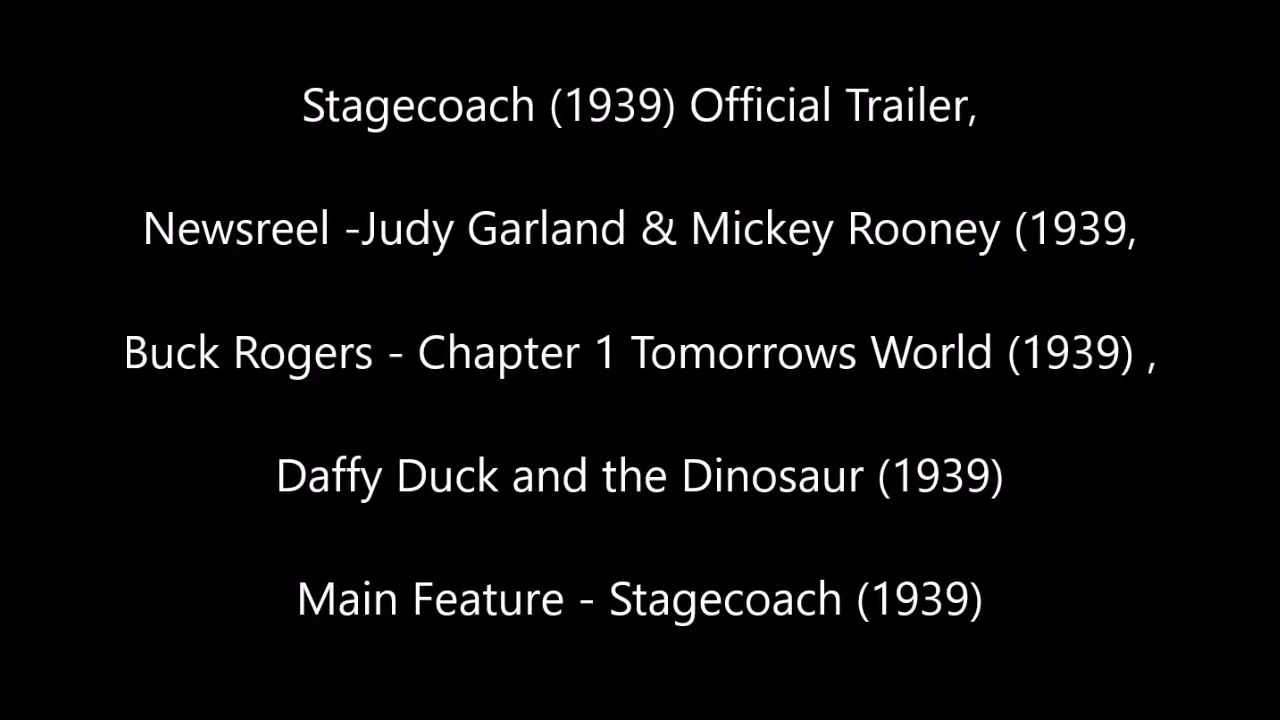 Stagecoach (1939) Official Trailer,
Newsreel -Judy Garland & Mickey Rooney (1939,
Buck Rogers - Chapter 1 Tomorrows World (1939) ,
Daffy Duck and the Dinosaur (1939)
Main Feature - Stagecoach (1939)